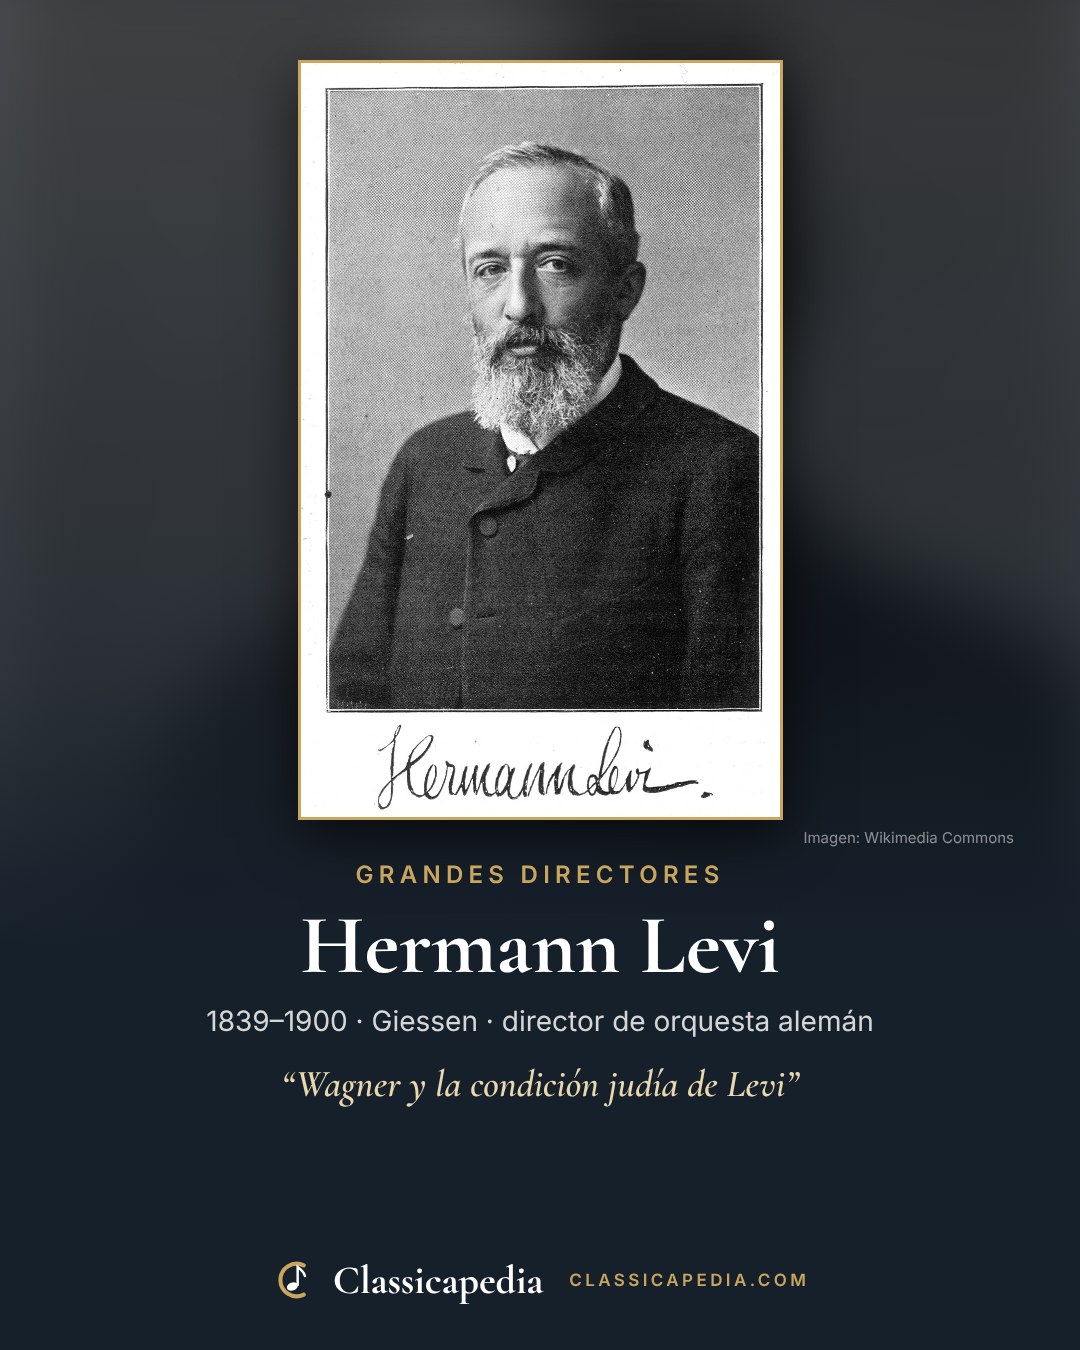 Hermann Levi.
Imagen: Wikimedia Commons
GRANDES DIRECTORES
Hermann Levi
1839–1900 · Giessen · director de orquesta alemán
“Wagner y la condición judía de Levi”
Classicapedia CLASSICAPEDIA.COM